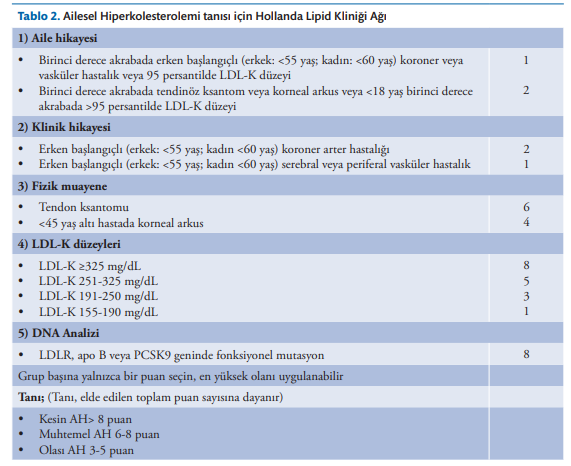 Tablo 2. Ailesel Hiperkolesterolemi tanısı için Hollanda Lipid Kliniği Ağı
1) Aile hikayesi
• Birinci derece akrabada erken başlangıçlı (erkek: <55 yaş; kadın: <60 yaş) koroner veya 1
vasküler hastalık veya 95 persantilde LDL-K düzeyi
• Birinci derece akrabada tendinöz ksantom veya korneal arkus veya <18 yaş birinci derece 2
akrabada >95 persantilde LDL-K düzeyi
2) Klinik hikayesi
• Erken başlangıçlı (erkek: <55 yaş; kadın <60 yaş) koroner arter hastalığı 2
• Erken başlangıçlı (erkek: <55 yaş; kadın <60 yaş) serebral veya periferal vasküler hastalık 1
3) Fizik muayene
• Tendon ksantomu 6
• <45 yaş altı hastada korneal arkus 4
4) LDL-K düzeyleri
• LDL-K ≥325 mg/dL 8
• LDL-K 251-325 mg/dL 5
• LDL-K 191-250 mg/dL 3
• LDL-K 155-190 mg/dL 1
5) DNA Analizi
• LDLR, apo B veya PCSK9 geninde fonksiyonel mutasyon 8
Grup başına yalnızca bir puan seçin, en yüksek olanı uygulanabilir
Tanı; (Tanı, elde edilen toplam puan sayısına dayanır)
• Kesin AH> 8 puan
• Muhtemel AH 6-8 puan
• Olası AH 3-5 puan